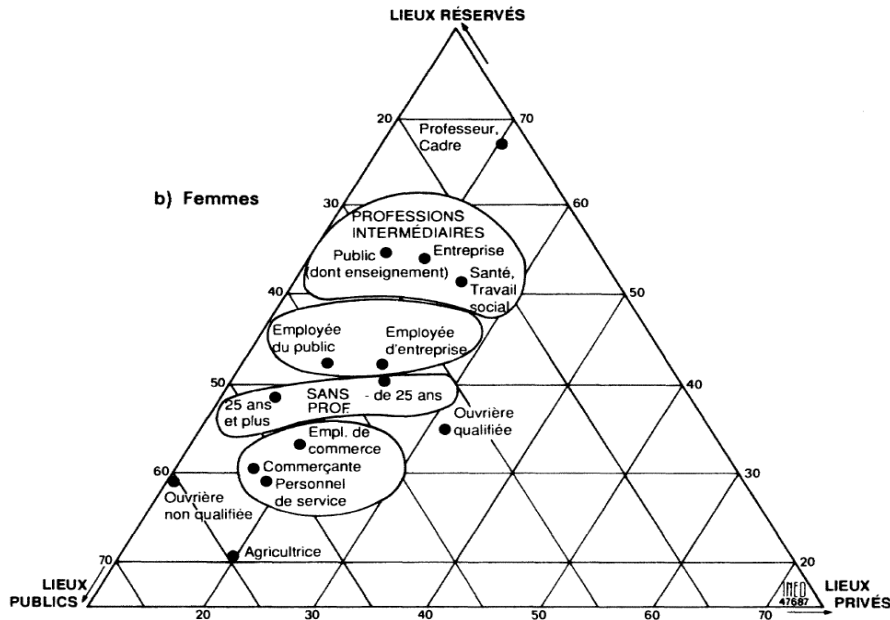 LIEUX RÉSERVÉS
20
70
Professeur,
Cadre
b) Femmes
30
60
PROFESSIONS
INTERMÉDIAIRES
Public
Entreprise
(dont enseignement)
Santé,
Travail
social
40
50
Employée
du public
Employée
d'entreprise
50
40
25 ans
et plus
SANS
PROF.
- de 25 ans
Ouvrière
qualifiée
Empl. de
commerce
Commerçante
Personnel
de service
60
30
Ouvrière
non qualifiée
Agricultrice
70
20
LIEUX
PUBLICS
INED
47687
LIEUX
PRIVÉS
20
30
40
50
60
70